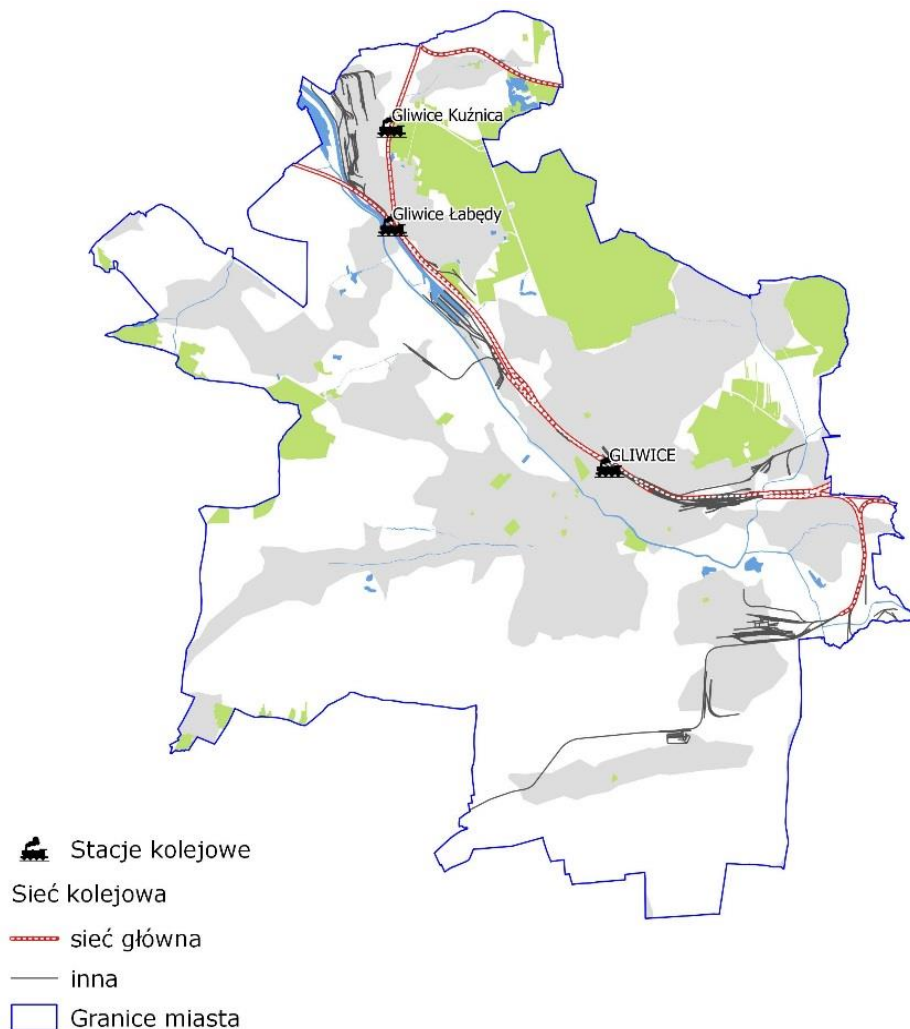 Gliwice Kuźnica
Gliwice Łabędy
GLIWICE
Stacje kolejowe
Sieć kolejowa
sieć główna
inna
Granice miasta